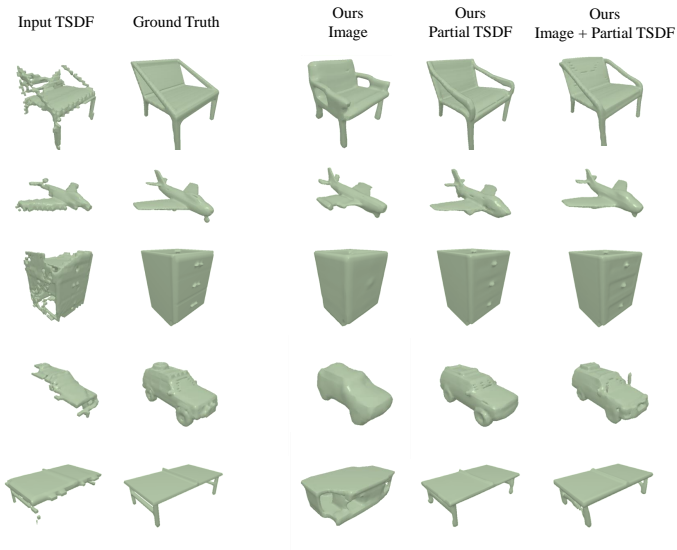 Input TSDF
Ground Truth
Ours
Image
Ours
Partial TSDF
Ours
Image + Partial TSDF